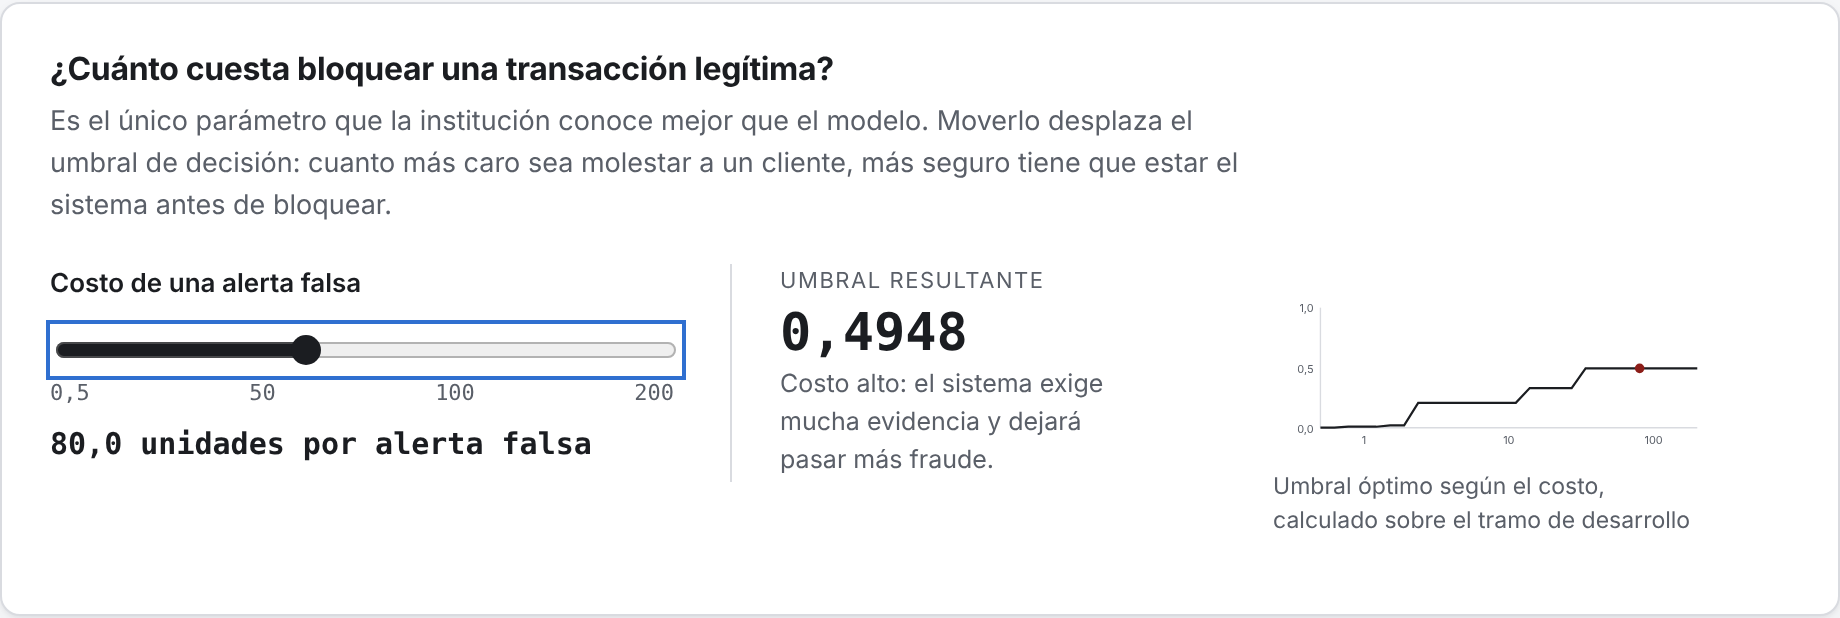 ¿Cuánto cuesta bloquear una transacción legítima?
Es el único parámetro que la institución conoce mejor que el modelo. Moverlo desplaza el
umbral de decisión: cuanto más caro sea molestar a un cliente, más seguro tiene que estar el
sistema antes de bloquear.
Costo de una alerta falsa
0,5 50 100 200
80,0 unidades por alerta falsa
UMBRAL RESULTANTE
0,4948
Costo alto: el sistema exige
mucha evidencia y dejará
pasar más fraude.
1,0
0,5
0,0
1 10 100
Umbral óptimo según el costo,
calculado sobre el tramo de desarrollo